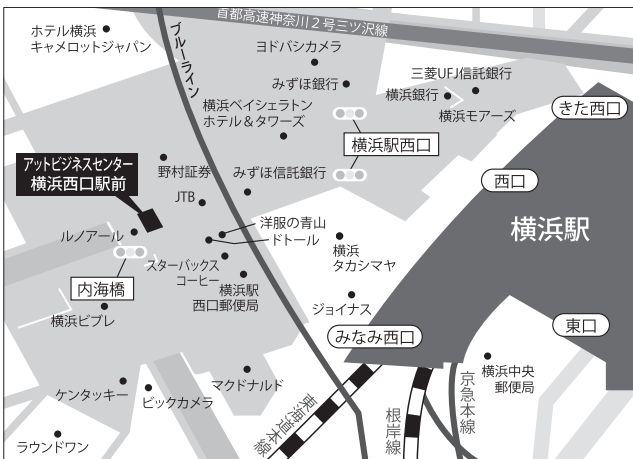 首都高速神奈川2号三ツ沢線
ホテル横浜
キャメロットジャパン
ブルーライン
ヨドバシカメラ
みずほ銀行
三菱UFJ信託銀行
横浜銀行
横浜モアーズ
きた西口
横浜ベイシェラトン
ホテル&タワーズ
横浜駅西口
アットビジネスセンター
横浜西口駅前
野村証券
みずほ信託銀行
西口
JTB
横浜駅
ルノアール
洋服の青山
ドトール
横浜
タカシマヤ
スターバックス
コーヒー
内海橋
横浜駅
西口郵便局
横浜ビブレ
ジョイナス
みなみ西口
東口
横浜中央
郵便局
ケンタッキー
ビックカメラ
マクドナルド
東海道本線
根岸線
京急本線
ラウンドワン